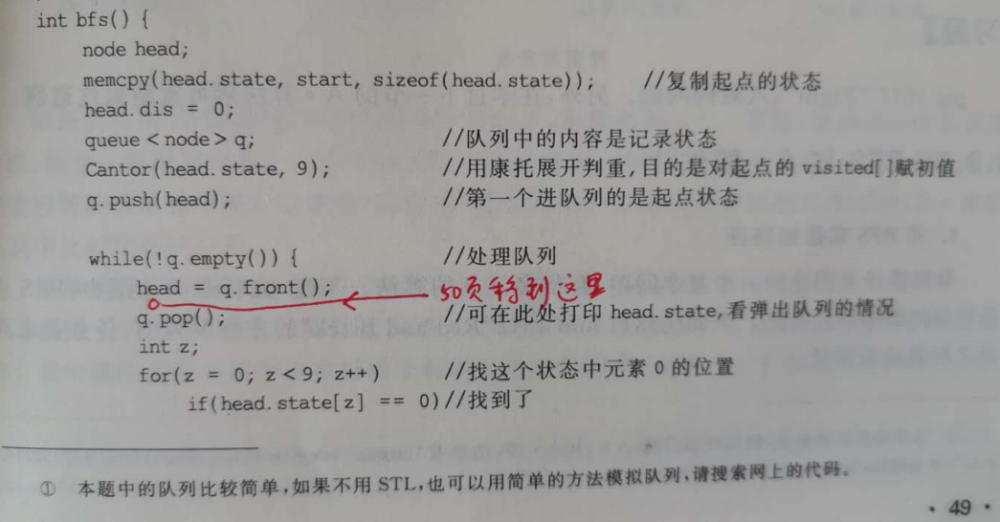 int bfs() {
node head;
memcpy(head.state, start, sizeof(head.state)); //复制起点的状态
head.dis = 0;
queue < node > q; //队列中的内容是记录状态
Cantor(head.state, 9); //用康托展开判重,目的是对起点的 visited[ ]赋初值
q.push(head); //第一个进队列的是起点状态
while(!q.empty()) { //处理队列
head = q.front();
50页移到这里
q.pop(); //可在此处打印 head.state,看弹出队列的情况
int z;
for(z = 0; z < 9; z++) //找这个状态中元素 0 的位置
if(head.state[z] == 0)//找到了
① 本题中的队列比较简单,如果不用 STL,也可以用简单的方法模拟队列,请搜索网上的代码。
· 49 ·